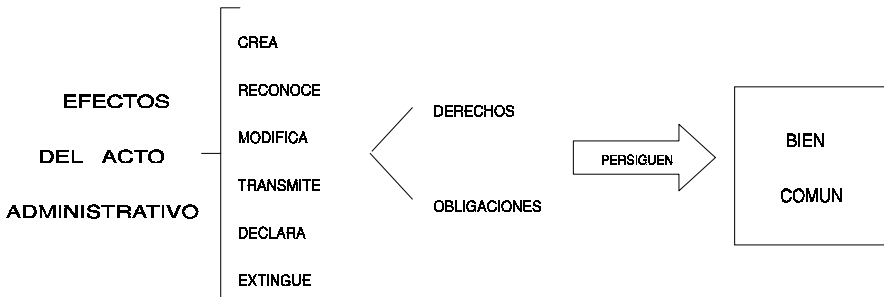 EFECTOS
DEL ACTO
ADMINISTRATIVO
CREA
RECONOCE
MODIFICA
TRANSMITE
DECLARA
EXTINGUE
DERECHOS
OBLIGACIONES
PERSIGUEN
BIEN
COMUN